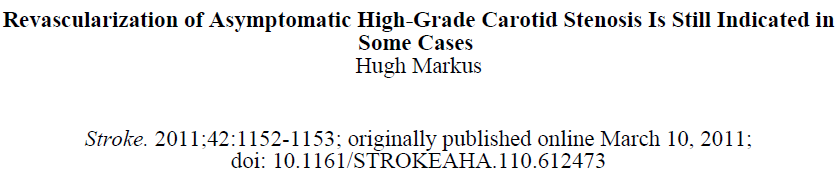 Revascularization of Asymptomatic High-Grade Carotid Stenosis Is Still Indicated in
Some Cases
Hugh Markus
Stroke. 2011;42:1152-1153; originally published online March 10, 2011;
doi: 10.1161/STROKEAHA.110.612473